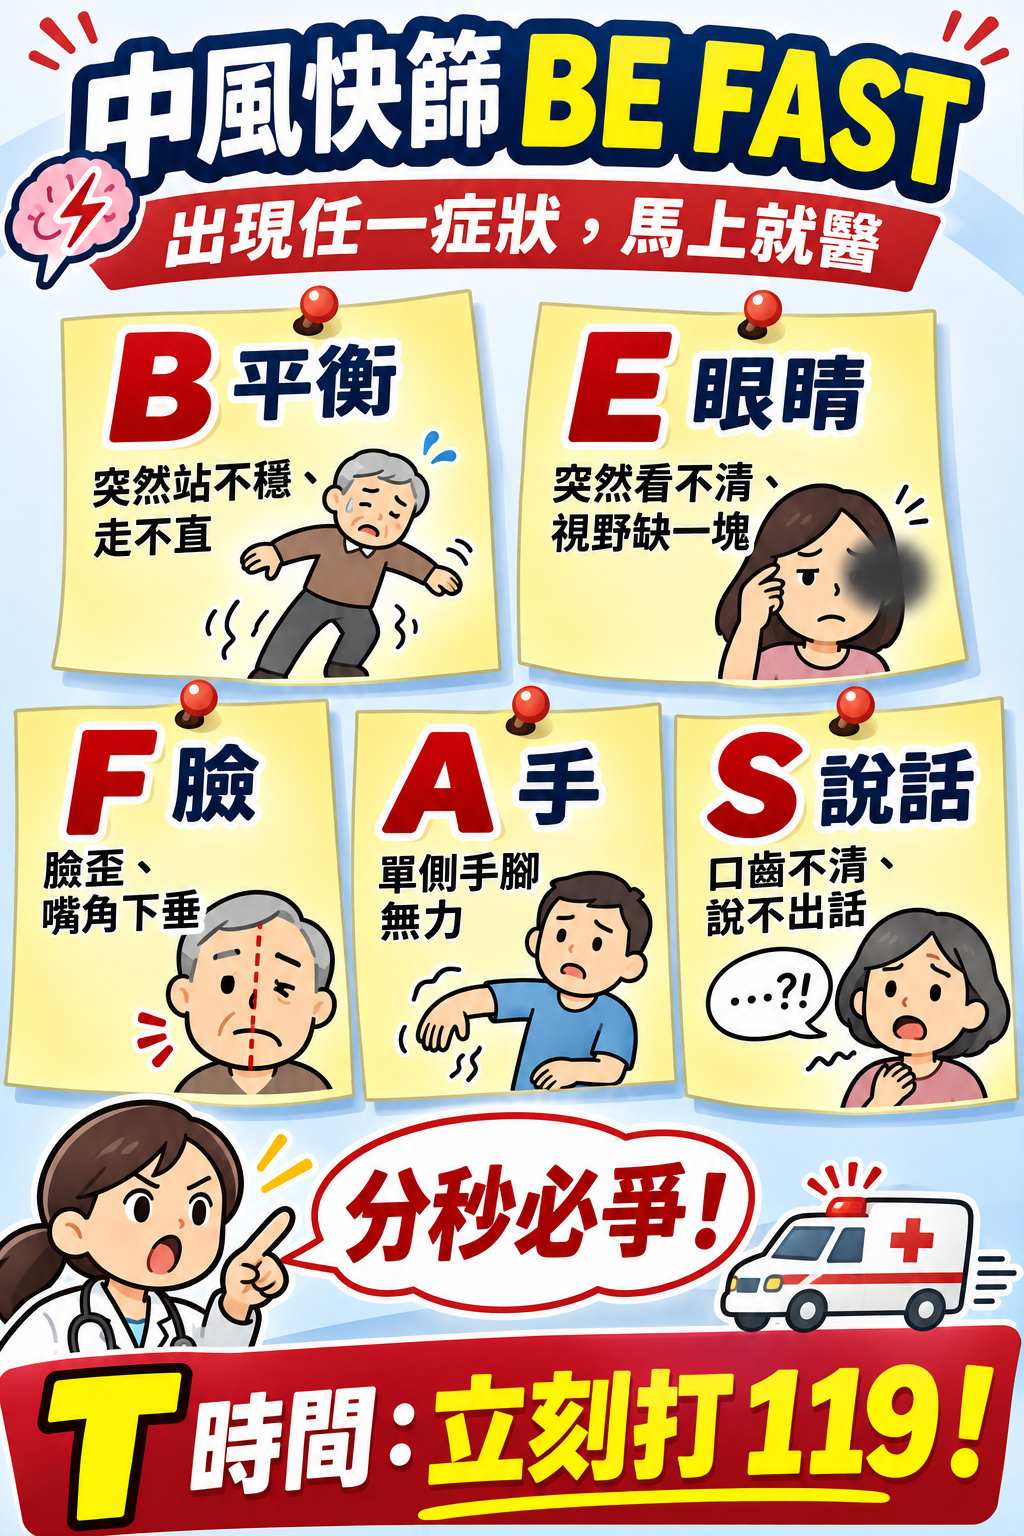 中風快篩 BE FAST
出現任一症狀，馬上就醫
B 平衡
突然站不穩、
走不直
E 眼睛
突然看不清、
視野缺一塊
F 臉
臉歪、
嘴角下垂
A 手
單側手腳
無力
S 說話
口齒不清、
說不出話
...?!
分秒必爭！
T 時間：立刻打119！